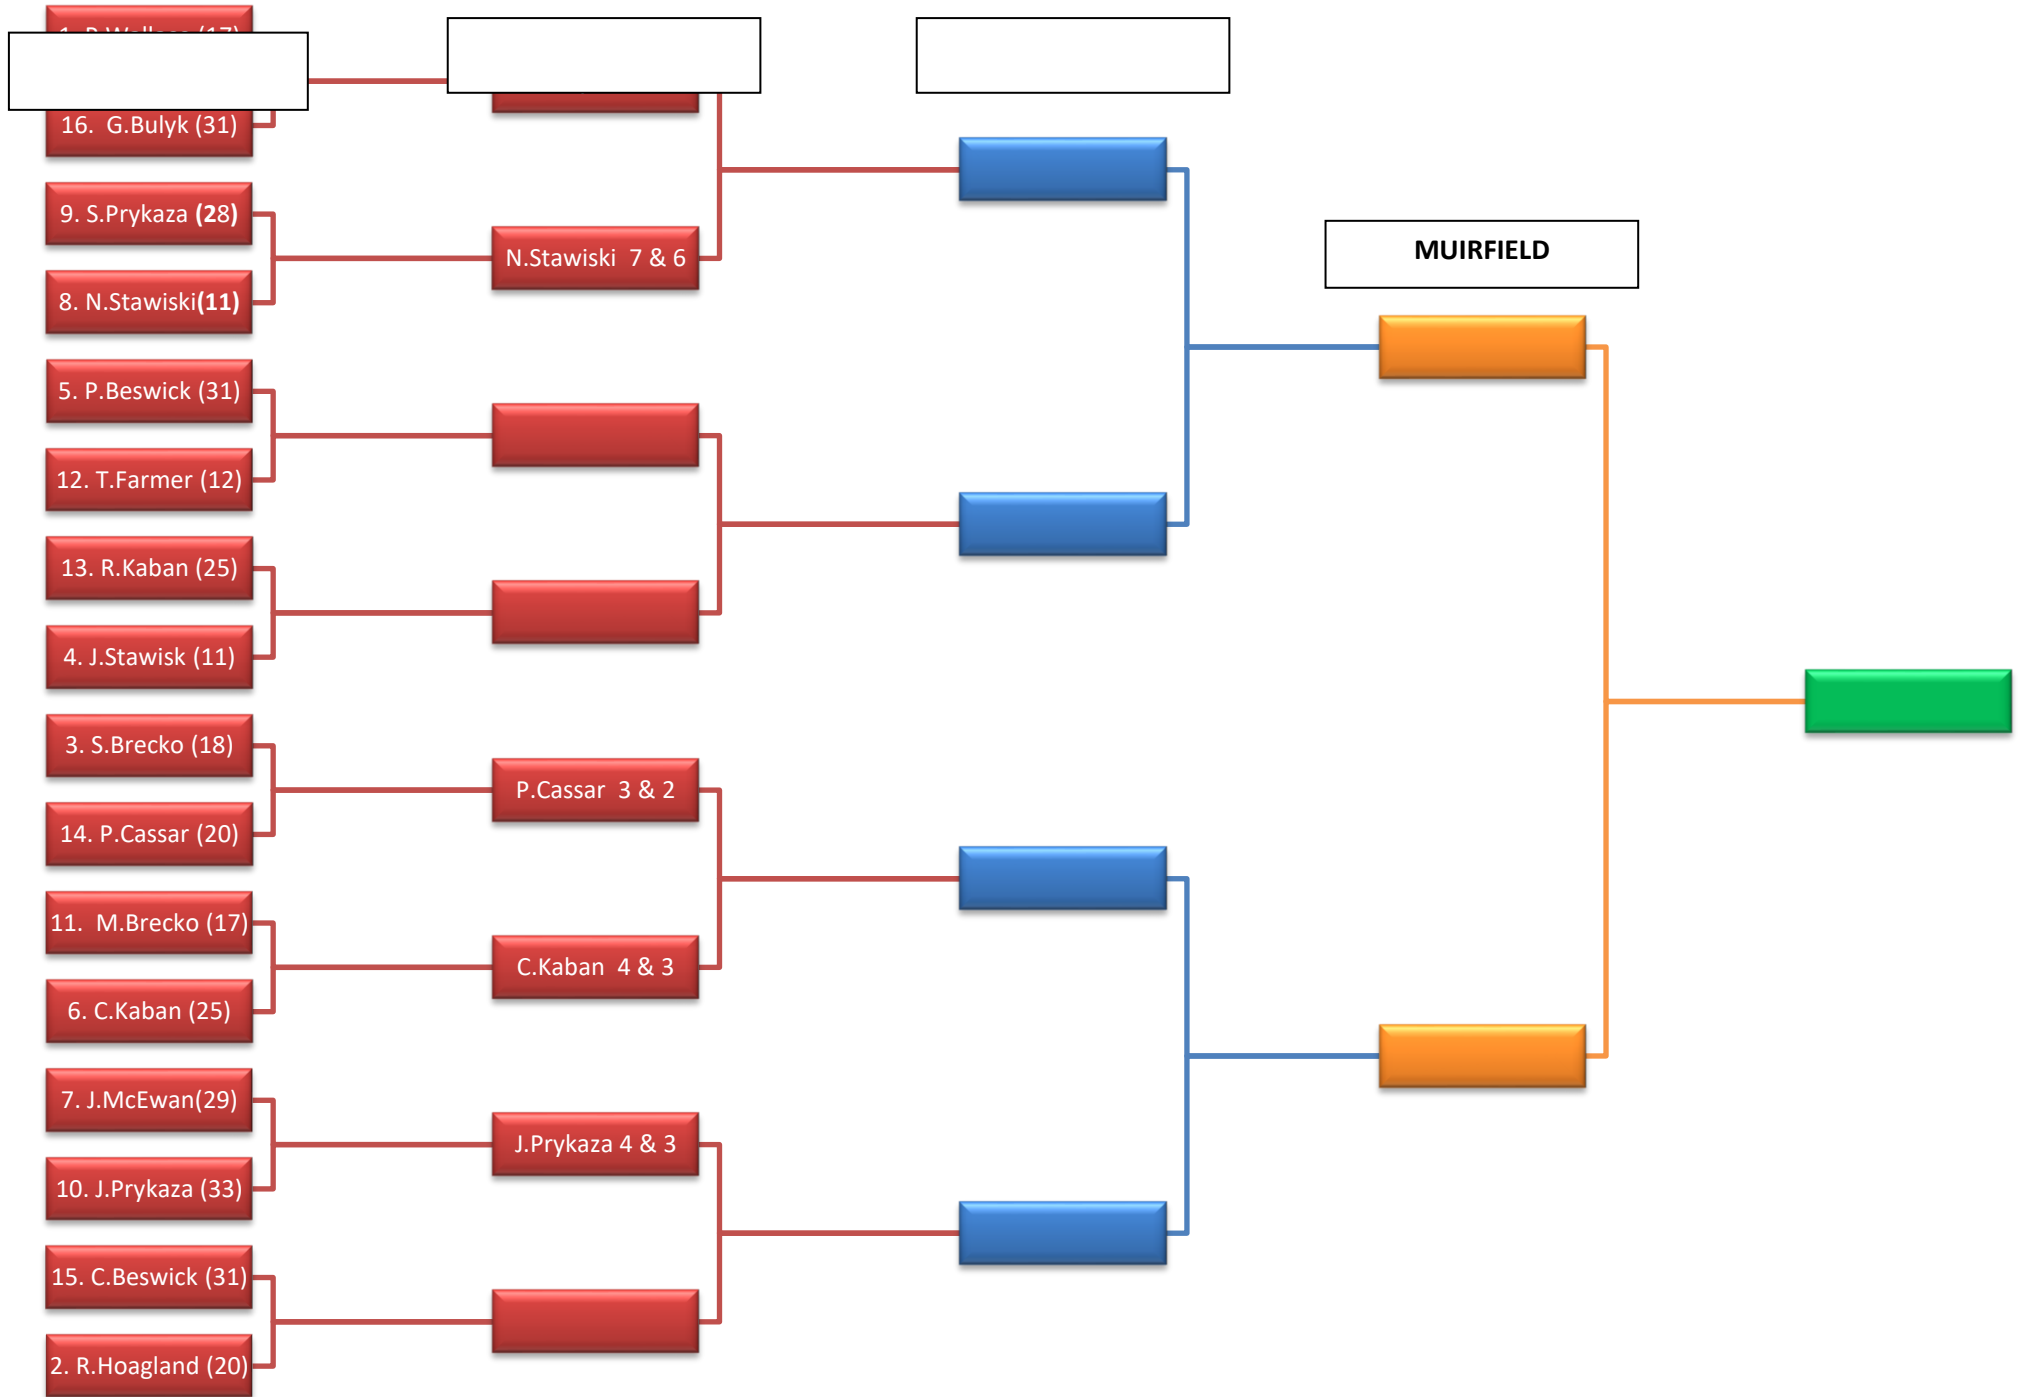 16. G.Bulyk (31)
9. S.Prykaza (28)
8. N.Stawiski(11)
5. P.Beswick (31)
12. T.Farmer (12)
13. R.Kaban (25)
4. J.Stawisk (11)
3. S.Brecko (18)
14. P.Cassar (20)
11. M.Brecko (17)
6. C.Kaban (25)
7. J.McEwan(29)
10. J.Prykaza (33)
15. C.Beswick (31)
2. R.Hoagland (20)
N.Stawiski 7 & 6
P.Cassar 3 & 2
C.Kaban 4 & 3
J.Prykaza 4 & 3
MUIRFIELD